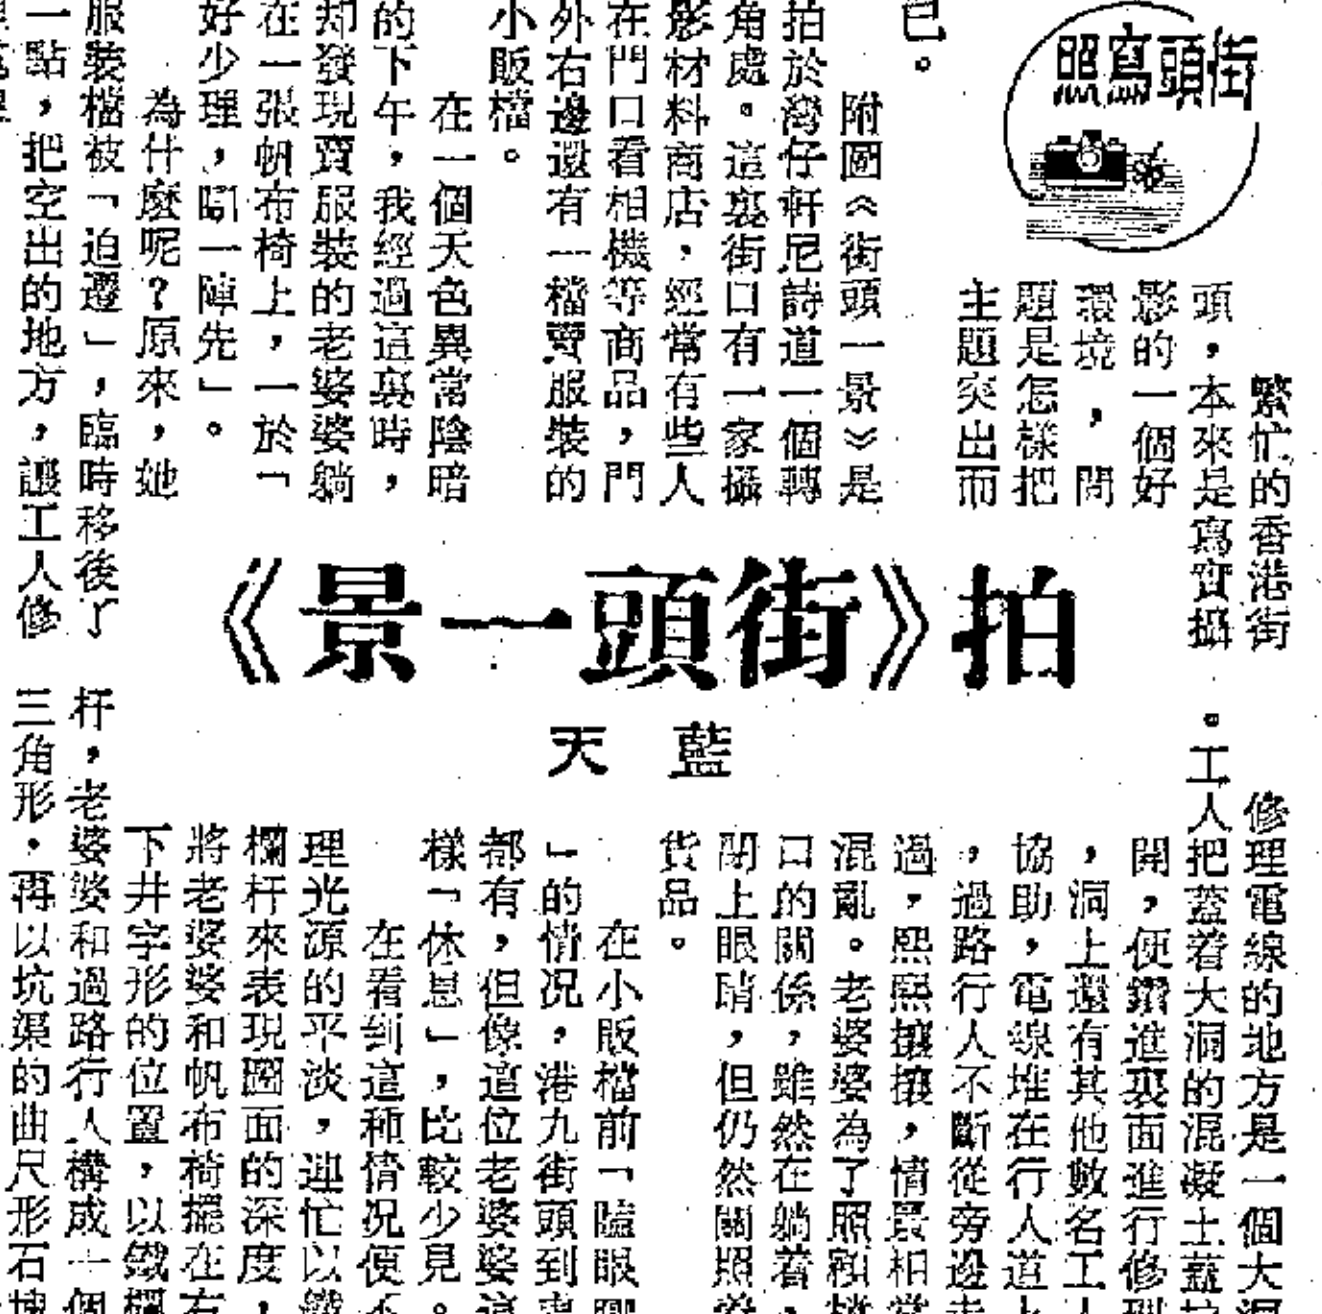 街頭寫照
拍《街頭一景》
藍天
繁忙的香港街
頭，本來是寫實攝
影的一個好
環境，問
題是怎樣把
主題突出而
已。
附圖《街頭一景》是
拍於灣仔軒尼詩道一個轉
角處。這裏街口有一家攝
影材料商店，經常有些人
在門口看相機等商品，門
外右邊還有一檔賣服裝的
小販檔。
在一個天色異常陰暗
的下午，我經過這裏時，
却發現賣服裝的老婆婆躺
在一張帆布椅上，一於「
好少理，瞓一陣先」。
為什麼呢？原來，她
服裝檔被「迫遷」，臨時移後了
一點，把空出的地方，讓工人修
修理電線的地方是一個大
。工人把蓋着大洞的混凝土蓋
開，便鑽進裏面進行修理
，洞上還有其他數名工人
協助，電線堆在行人道上
，過路行人不斷從旁邊走
過，熙熙攘攘，情景相當
混亂。老婆婆為了照顧檔
口的關係，雖然在躺着，
閉上眼睛，但仍然關照
貨品。
在小販檔前「瞌眼瞓
」的情况，港九街頭到處
都有，但像這位老婆婆這
樣「休息」，比較少見。
在看到這種情况便不
理光源的平淡，連忙以鐵
欄杆來表現圖面的深度，
將老婆婆和帆布椅擺在右
下井字形的位置，以鐵欄
杆，老婆婆和過路行人構成一個
三角形，再以坑渠的曲尺形石塊